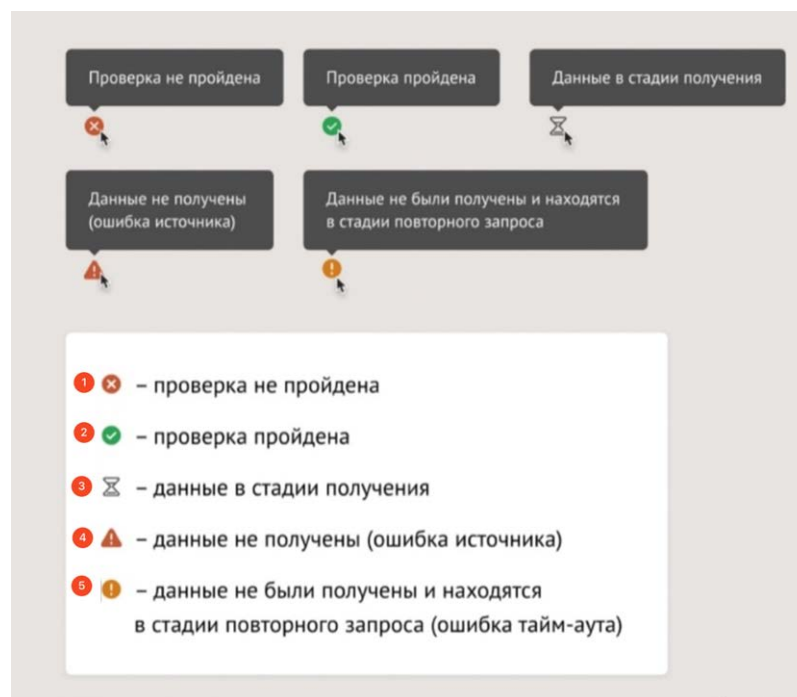 Проверка не пройдена
Проверка пройдена
Данные в стадии получения
Данные не получены
(ошибка источника)
Данные не были получены и находятся
в стадии повторного запроса
1 – проверка не пройдена
2 – проверка пройдена
3 – данные в стадии получения
4 – данные не получены (ошибка источника)
5 – данные не были получены и находятся
в стадии повторного запроса (ошибка тайм-аута)